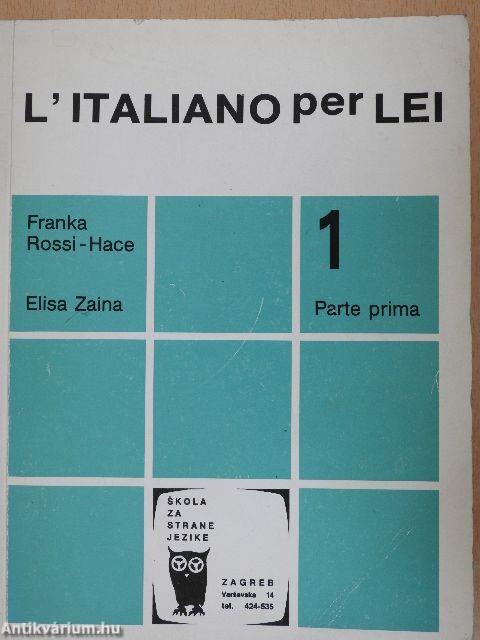 L'ITALIANO per LEI
Franka
Rossi-Hace
Elisa Zaina
1
Parte prima
ŠKOLA
ZA
STRANE
JEZIKE
ZAGREB
Varšavska 14
tel. 424-535
Antikvárium.hu